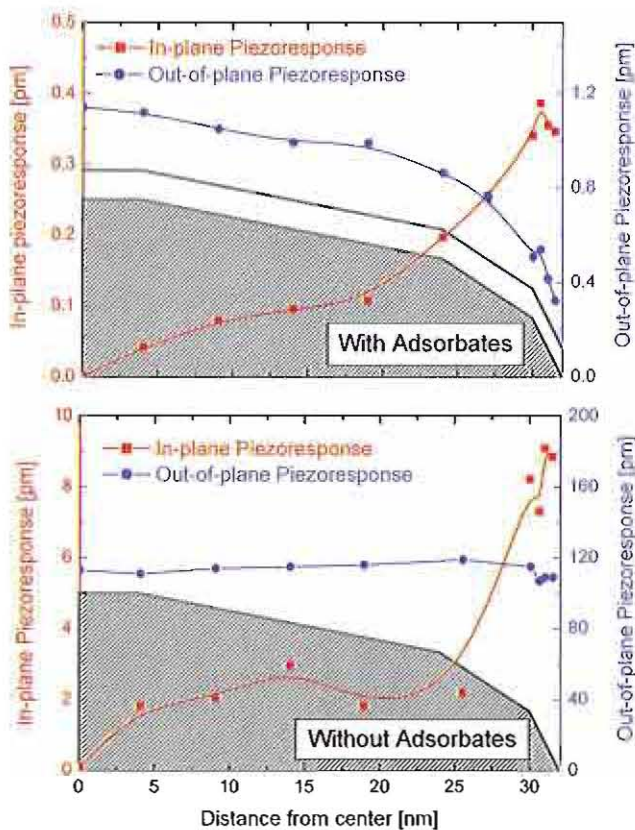 0.5
In-plane Piezoresponse
Out-of-plane Piezoresponse
0.4
1.2
0.3
0.8
0.2
0.4
0.1
With Adsorbates
0.0
0.0
In-plane piezoresponse [pm]
Out-of-plane Piezoresponse [pm]
10
200
In-plane Piezoresponse
Out-of-plane Piezoresponse
8
160
6
120
4
80
2
40
Without Adsorbates
0
0
In-plane Piezoresponse [pm]
Out-of-plane Piezoresponse [pm]
0 5 10 15 20 25 30
Distance from center [nm]